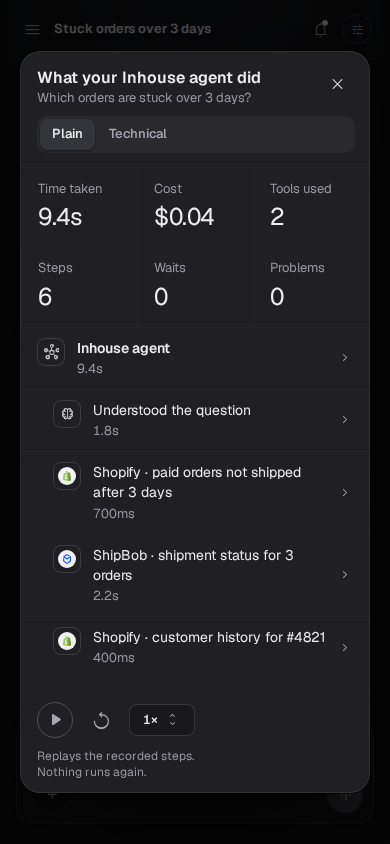 Stuck orders over 3 days
What your Inhouse agent did
Which orders are stuck over 3 days?
Plain
Technical
Time taken
Cost
Tools used
9.4s
$0.04
2
Steps
Waits
Problems
6
0
0
Inhouse agent
9.4s
Understood the question
1.8s
Shopify · paid orders not shipped
after 3 days
700ms
ShipBob · shipment status for 3
orders
2.2s
Shopify · customer history for #4821
400ms
1×
Replays the recorded steps.
Nothing runs again.